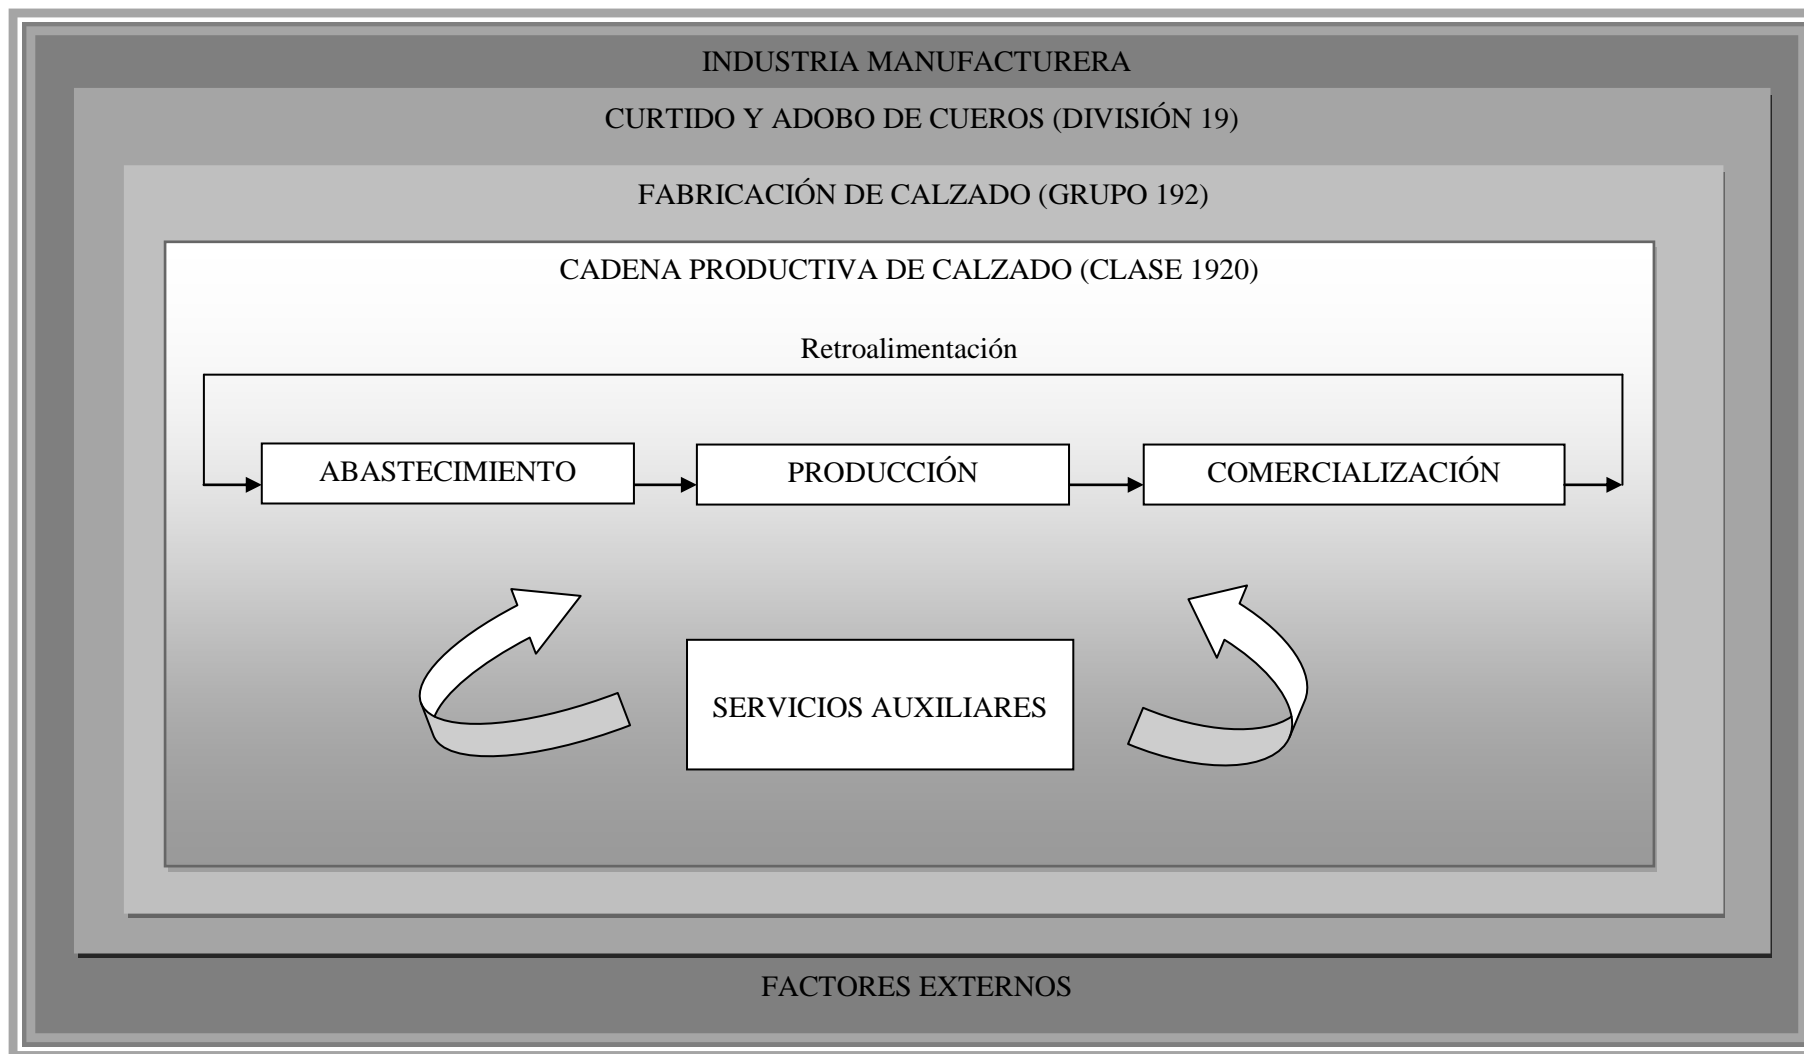 INDUSTRIA MANUFACTURERA
CURTIDO Y ADOBO DE CUEROS (DIVISIÓN 19)
FABRICACIÓN DE CALZADO (GRUPO 192)
CADENA PRODUCTIVA DE CALZADO (CLASE 1920)
Retroalimentación
ABASTECIMIENTO
PRODUCCIÓN
COMERCIALIZACIÓN
SERVICIOS AUXILIARES
FACTORES EXTERNOS